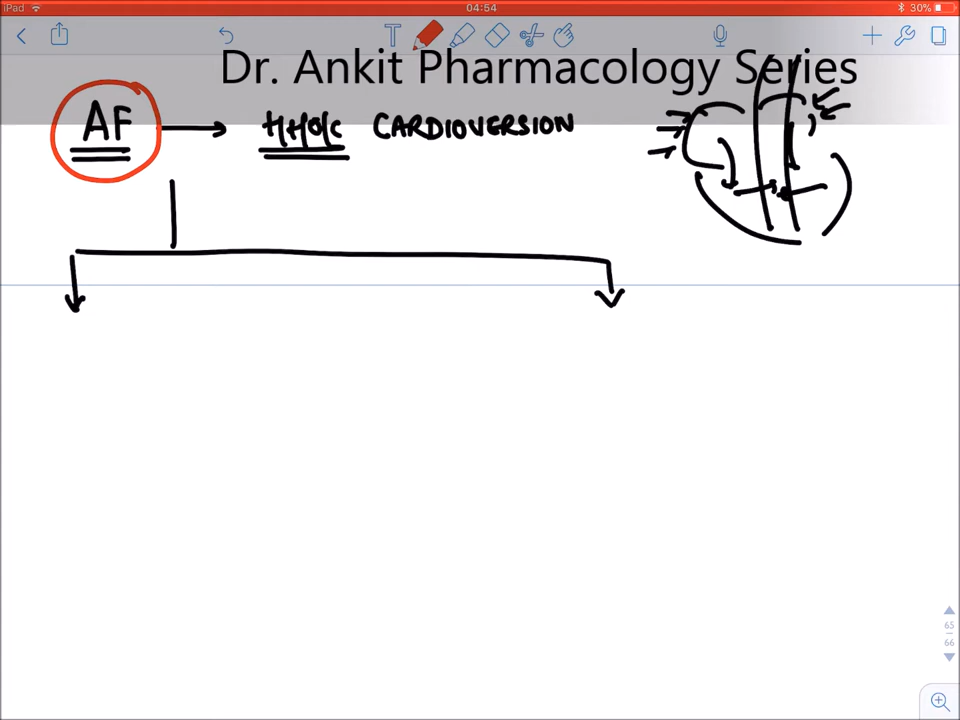 iPad 04:54 30%
T
Dr. Ankit Pharmacology Series
AF CARDIOVERSION
65
66